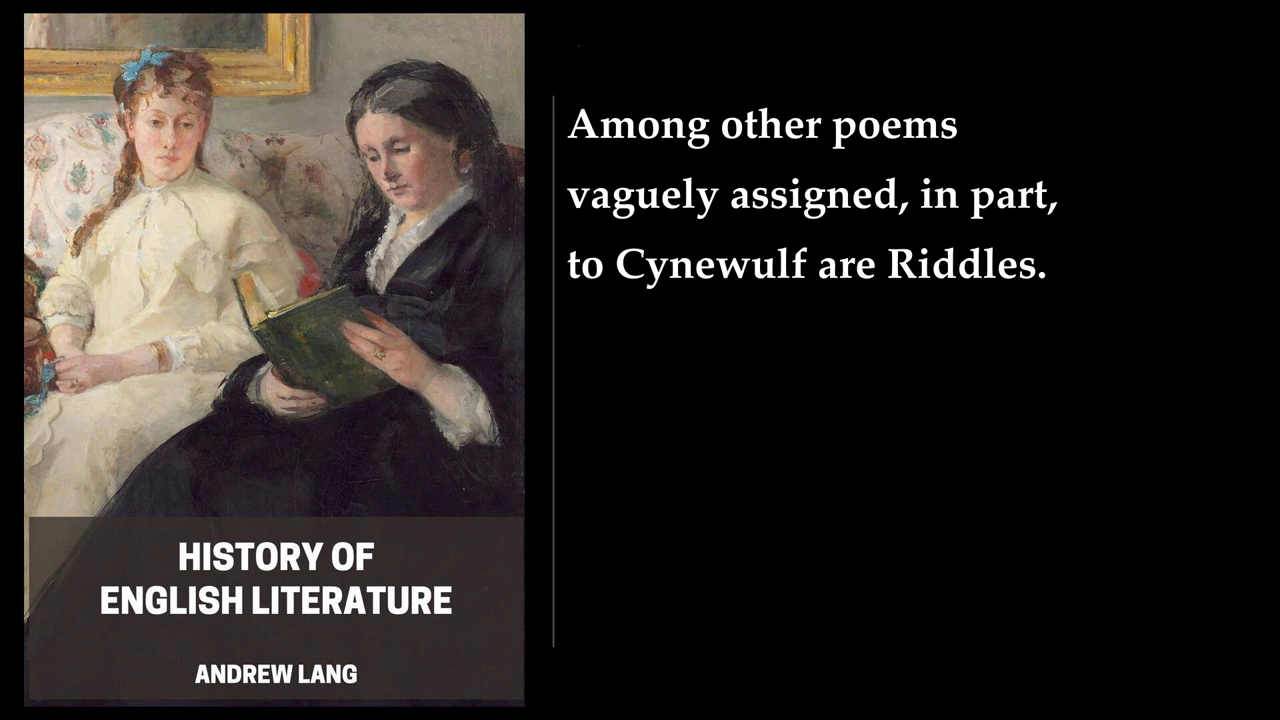 HISTORY OF
ENGLISH LITERATURE
ANDREW LANG
Among other poems
vaguely assigned, in part,
to Cynewulf are Riddles.